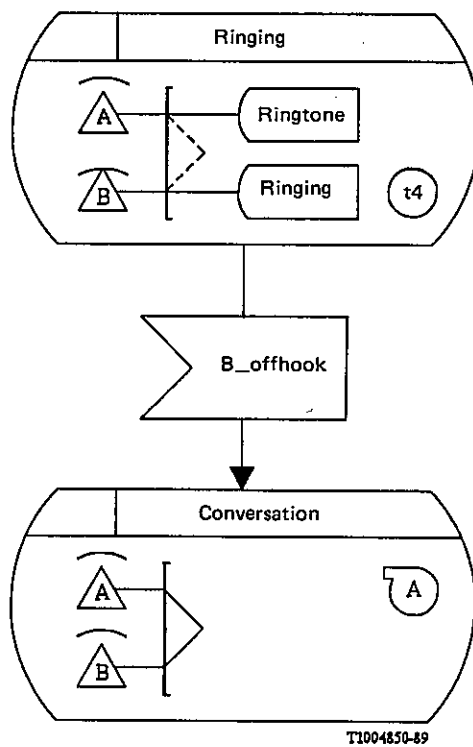 Ringing
A
Ringtone
B
Ringing
t4
B_offhook
Conversation
A
A
B
T1004850-89